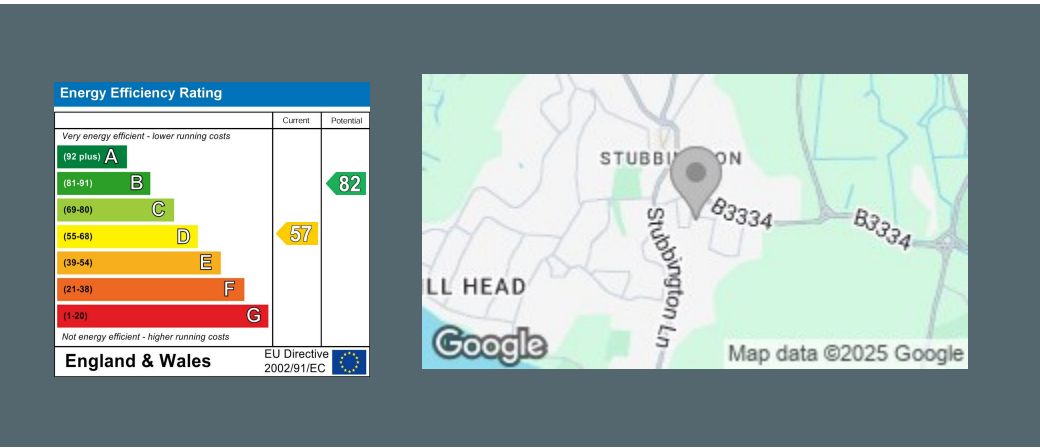 Energy Efficiency Rating
Current Potential
Very energy efficient - lower running costs
(92 plus) A
(81-91) B
82
(69-80) C
(55-68) D
57
(39-54) E
(21-38) F
(1-20) G
Not energy efficient - higher running costs
England & Wales
EU Directive
2002/91/EC
B3334
B3334
Stubbington Ln
LL HEAD
Google
Map data ©2025 Google